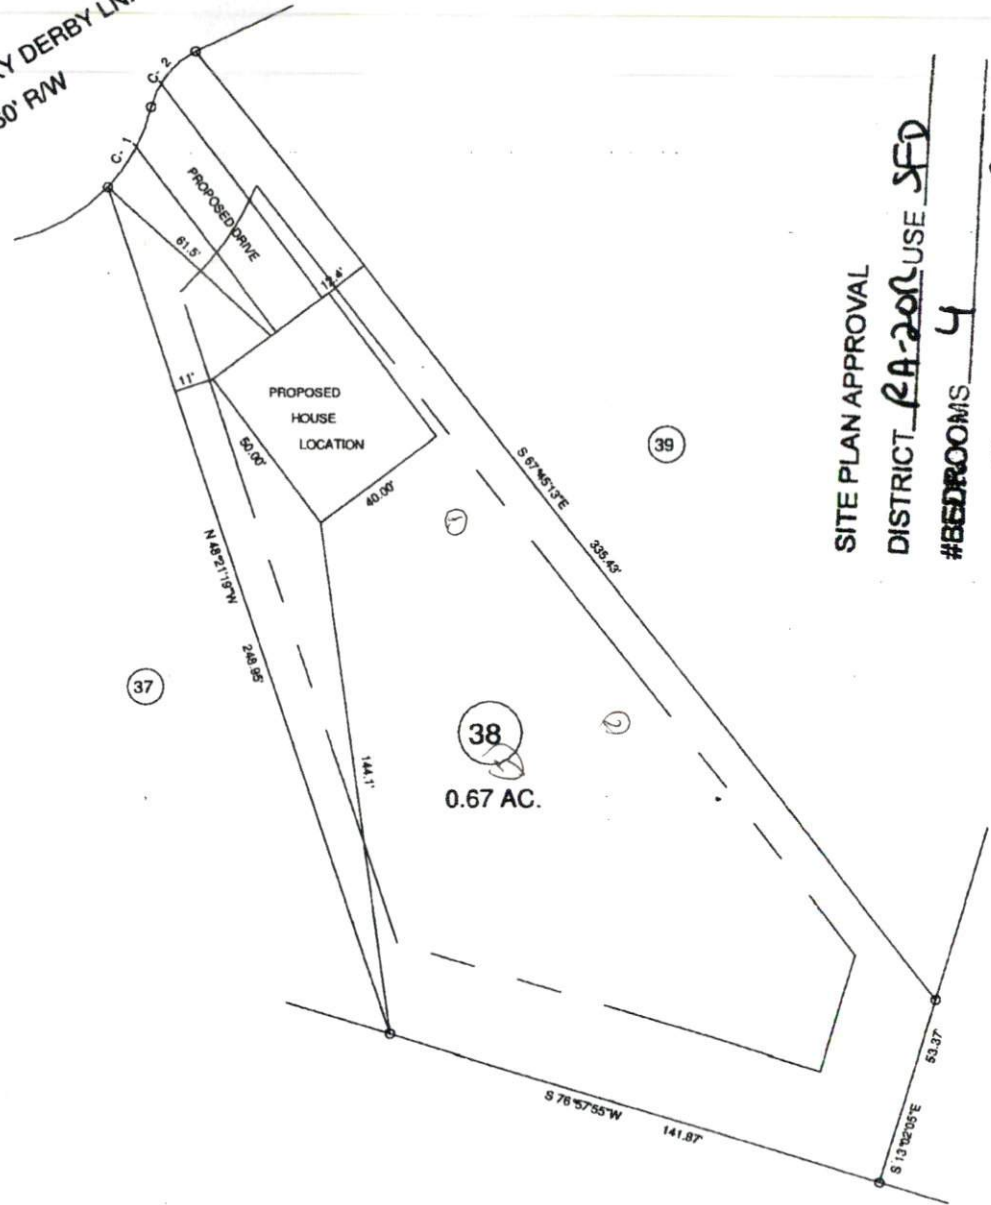 Y DERBY LN.
50' R/W
C- 2
C- 1
PROPOSED DRIVE
61.5'
12.4'
11'
PROPOSED
HOUSE
LOCATION
50.00'
40.00'
39
S 67°45'13"E
335.43'
1
N 48°21'19"W
248.95'
37
38
2
0.67 AC.
144.1'
S 76°57'55"W
141.87'
53.37'
S 13°02'05"E
SITE PLAN APPROVAL
DISTRICT RA-20R USE SFD
#BEDROOMS 4